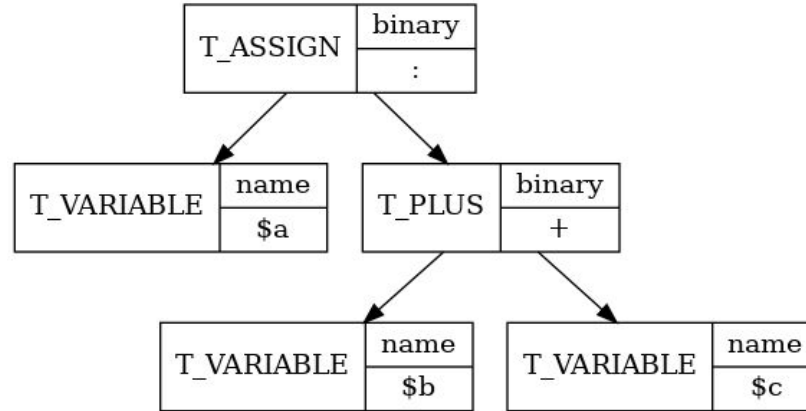 T_ASSIGN
binary
:
T_VARIABLE
name
$a
T_PLUS
binary
+
T_VARIABLE
name
$b
T_VARIABLE
name
$c